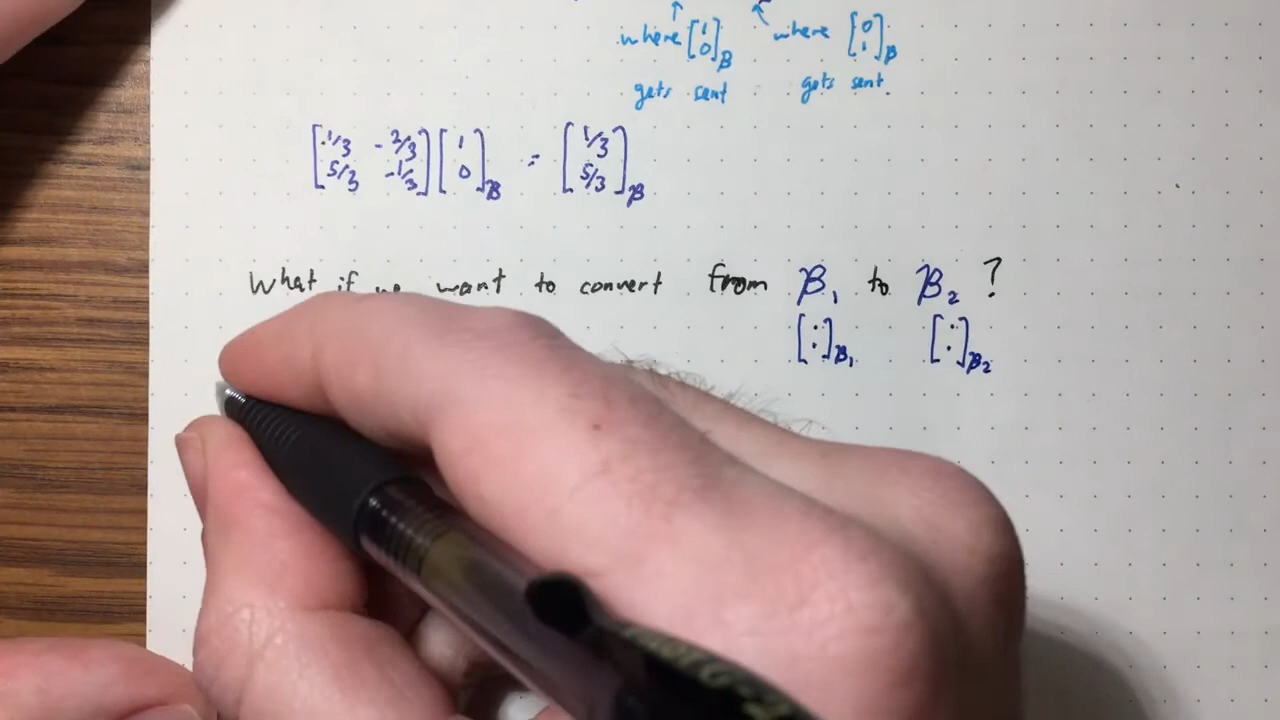 where [1 0]β where [0 1]β
gets sent gets sent
[1/3 -2/3 5/3 -1/3] [1 0]β = [1/3 5/3]β
What if we want to convert from β1 to β2 ?
[: ]β1 [: ]β2